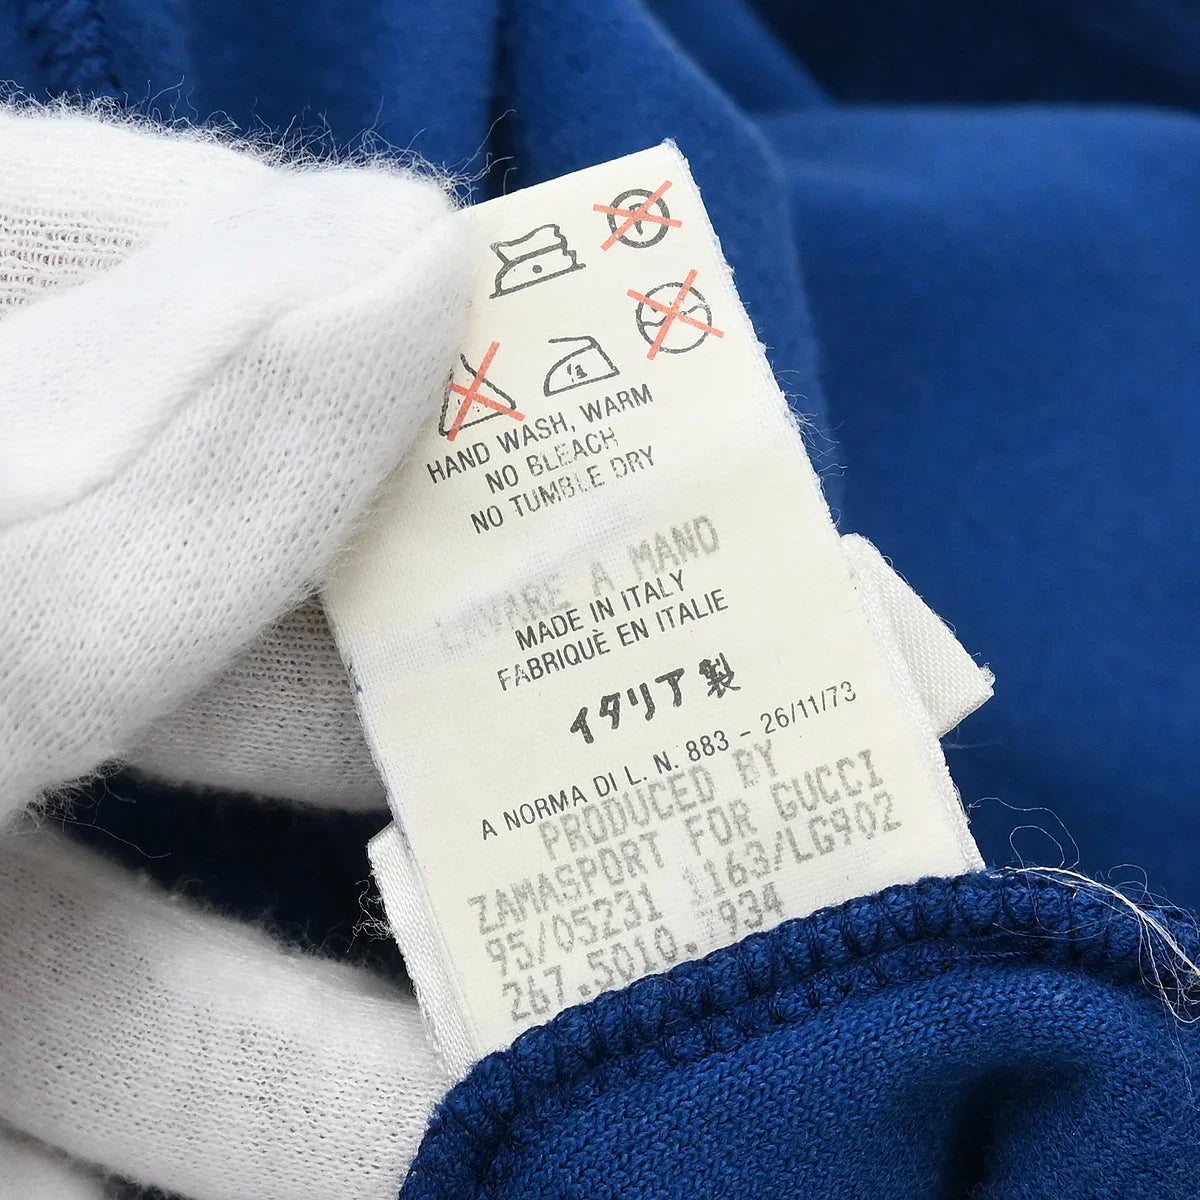 P
HAND WASH, WARM
NO BLEACH
NO TUMBLE DRY
LAVARE A MANO
MADE IN ITALY
FABRIQUÈ EN ITALIE
イタリア製
A NORMA DI L. N. 883 - 26/11/73
PRODUCED BY
ZAMASPORT FOR GUCCI
95/05231 1163/LG902
267.5010. 934